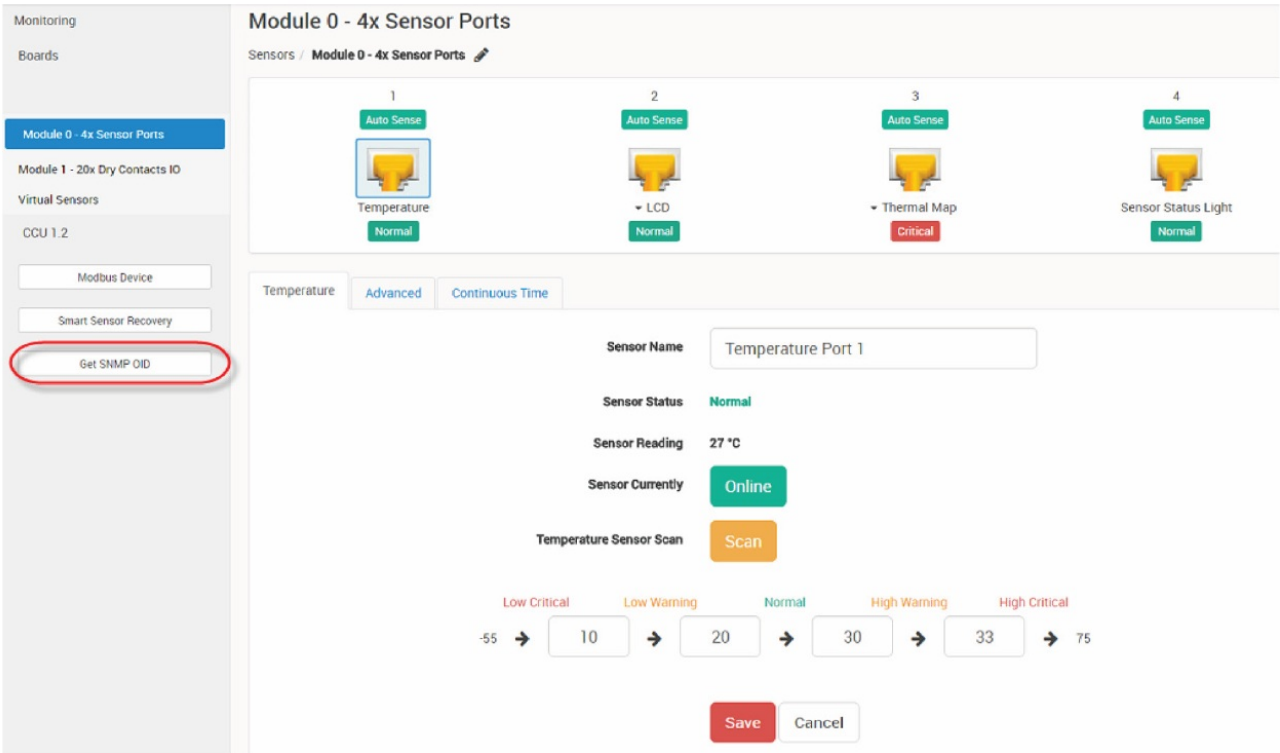 Monitoring
Boards
Module 0 - 4x Sensor Ports
Module 1 - 20x Dry Contacts IO
Virtual Sensors
CCU 1.2
Modbus Device
Smart Sensor Recovery
Get SNMP OID
Module 0 - 4x Sensor Ports
Sensors / Module 0 - 4x Sensor Ports
1 2 3 4
Auto Sense Auto Sense Auto Sense Auto Sense
Temperature LCD Thermal Map Sensor Status Light
Normal Normal Critical Normal
Temperature Advanced Continuous Time
Sensor Name Temperature Port 1
Sensor Status Normal
Sensor Reading 27 °C
Sensor Currently Online
Temperature Sensor Scan Scan
Low Critical Low Warning Normal High Warning High Critical
-55 10 20 30 33 75
Save Cancel